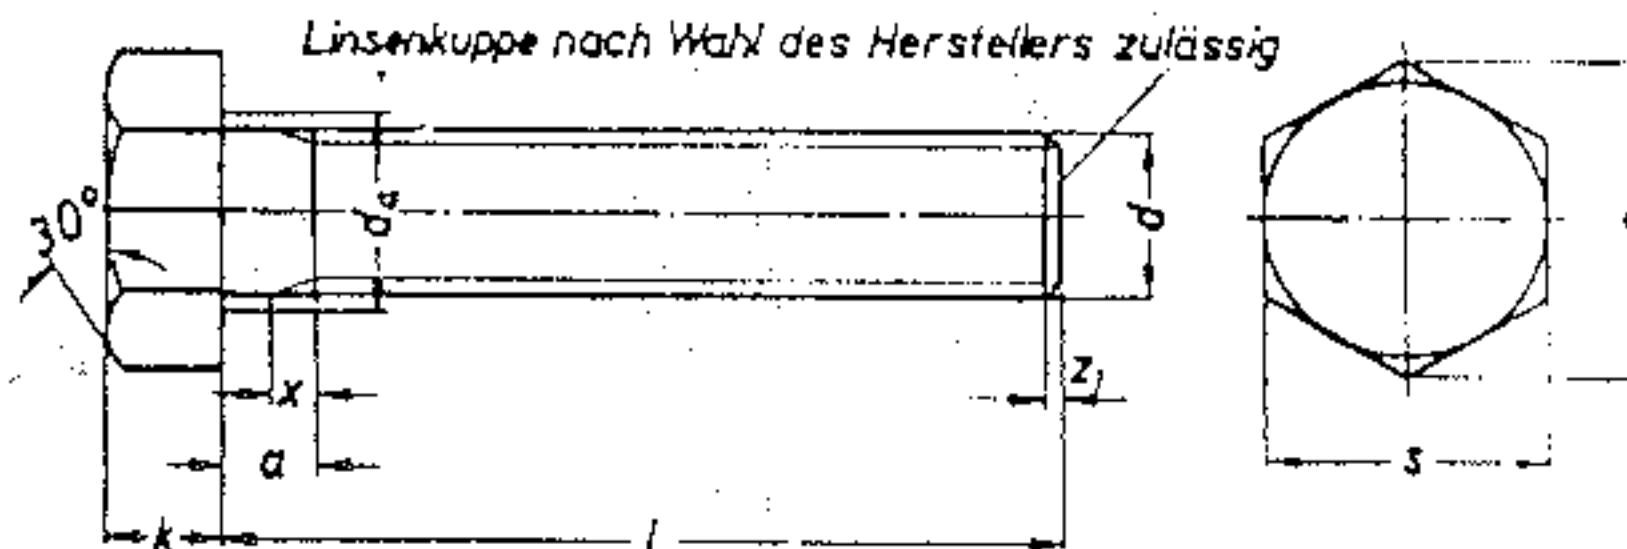 Linsenkuppe nach Wahl des Herstellers zulässig
30°
da
d
x
z₁
a
s
k
l